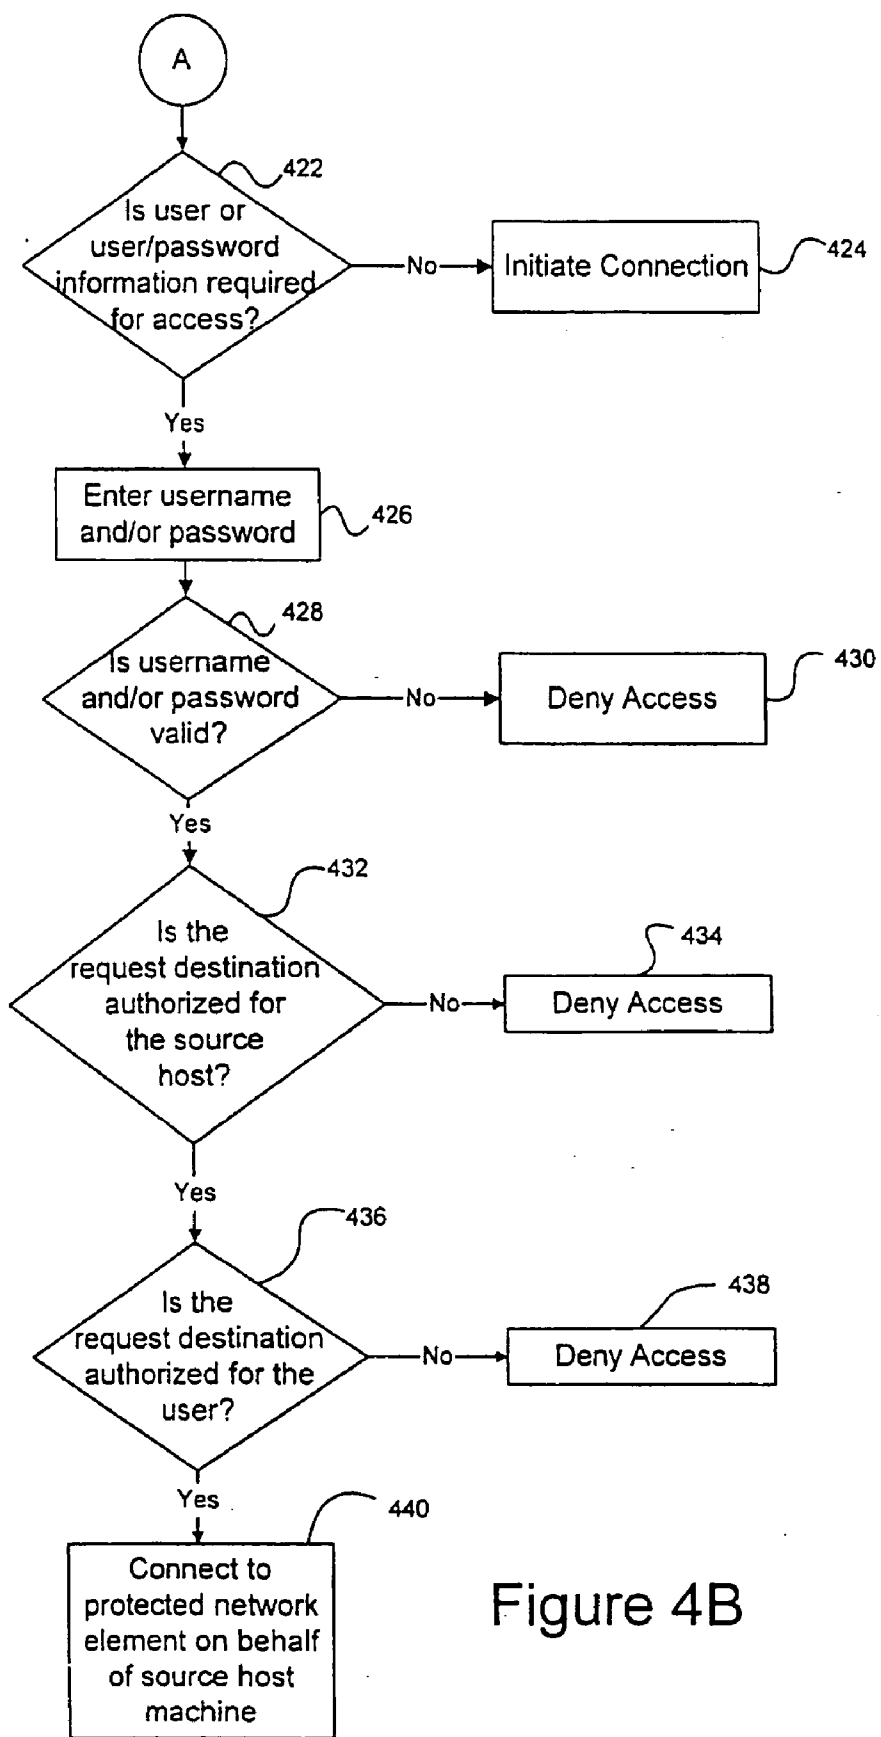 A
422
Is user or
user/password
information required
for access?
No
Initiate Connection
424
Yes
Enter username
and/or password
426
428
Is username
and/or password
valid?
No
Deny Access
430
Yes
432
Is the
request destination
authorized for
the source
host?
No
434
Deny Access
Yes
436
Is the
request destination
authorized for the
user?
No
438
Deny Access
Yes
440
Connect to
protected network
element on behalf
of source host
machine
Figure 4B